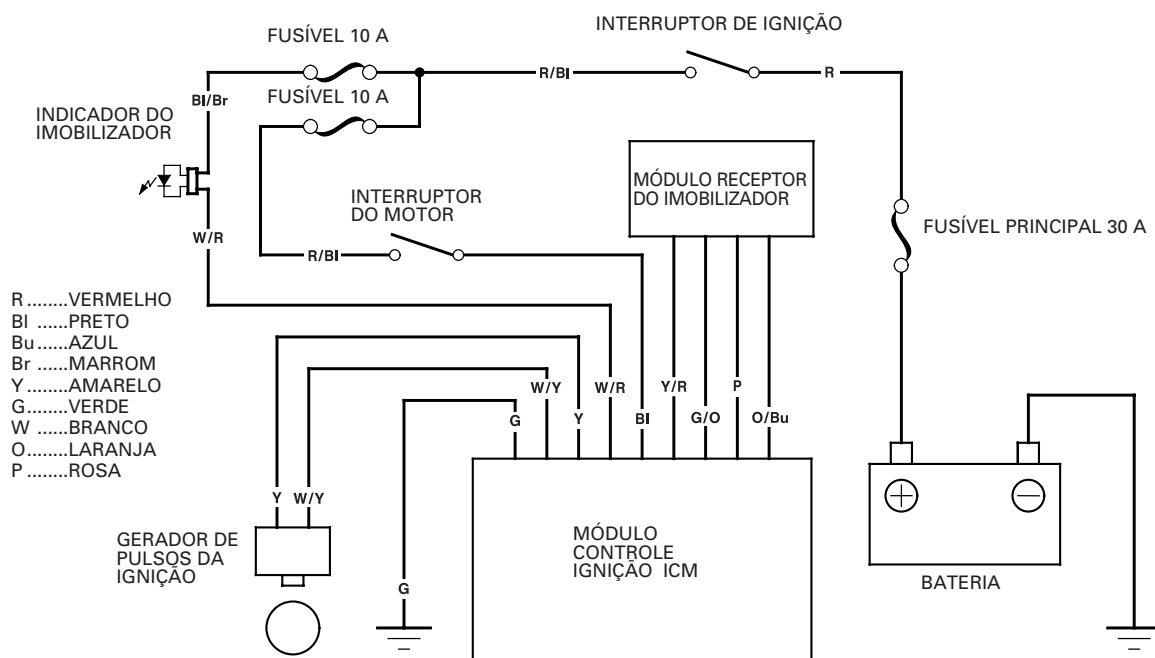 FUSÍVEL 10 A
INTERRUPTOR DE IGNIÇÃO
R/Bl
R
Bl/Br
FUSÍVEL 10 A
INDICADOR DO
IMOBILIZADOR
MÓDULO RECEPTOR
DO IMOBILIZADOR
INTERRUPTOR
DO MOTOR
FUSÍVEL PRINCIPAL 30 A
W/R
R/Bl
R ........VERMELHO
Bl ......PRETO
Bu ......AZUL
Br ......MARROM
Y ........AMARELO
G ........VERDE
W ......BRANCO
O ........LARANJA
P ........ROSA
G
W/Y
Y
W/R
Bl
Y/R
G/O
P
O/Bu
Y
W/Y
GERADOR DE
PULSOS DA
IGNIÇÃO
G
MÓDULO
CONTROLE
IGNIÇÃO ICM
+
−
BATERIA